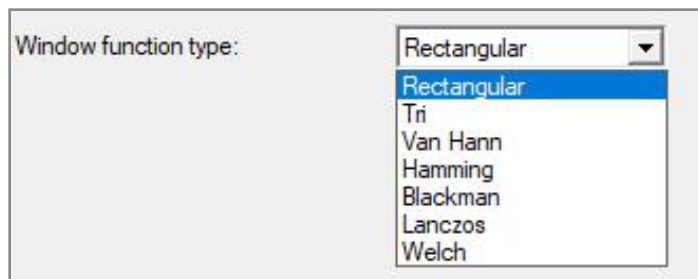 Window function type: Rectangular
Rectangular
Tri
Van Hann
Hamming
Blackman
Lanczos
Welch